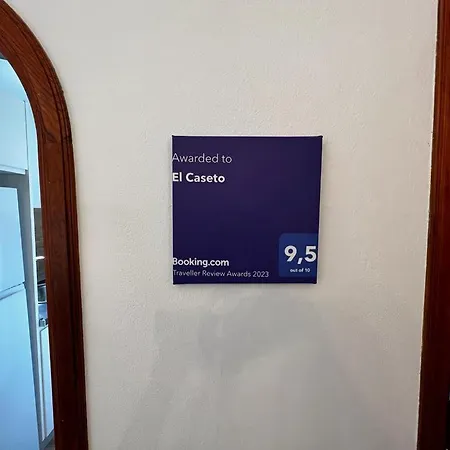 Awarded to
El Caseto
9,5
out of 10
Booking.com
Traveller Review Awards 2023